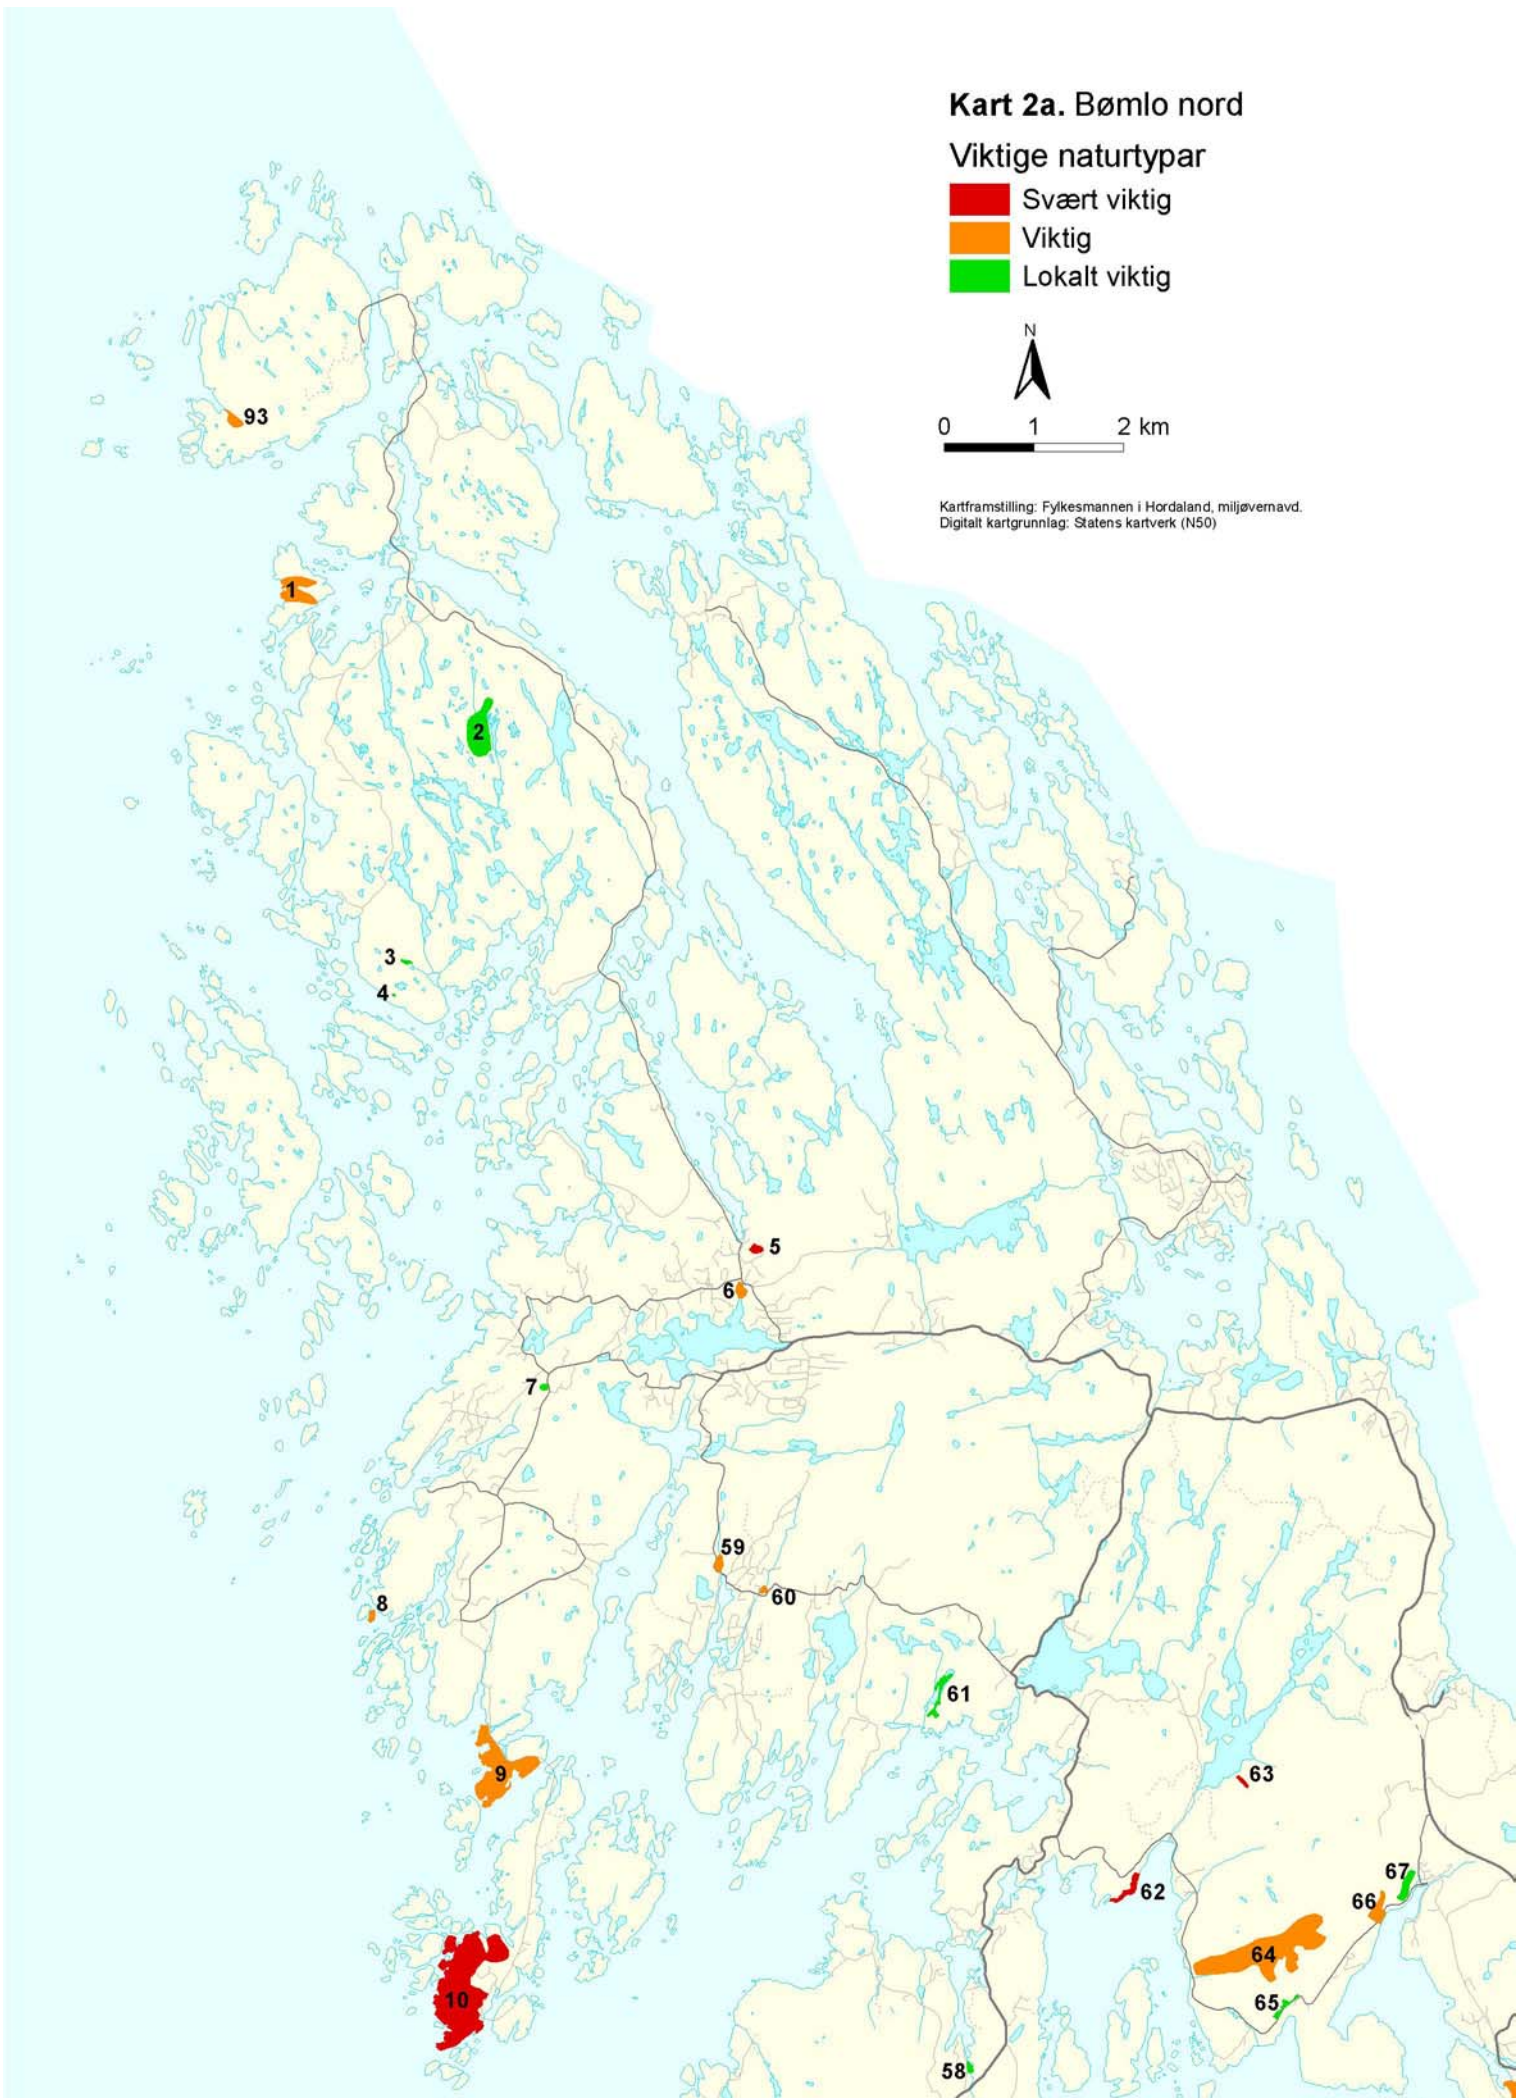 Kart 2a. Bømlo nord
Viktige naturtypar
Svært viktig
Viktig
Lokalt viktig
N
0 1 2 km
Kartframstilling: Fylkesmannen i Hordaland, miljøvernavd.
Digitalt kartgrunnlag: Statens kartverk (N50)
93
1
2
3
4
5
6
7
59
60
8
61
9
63
67
62
66
64
10
65
58